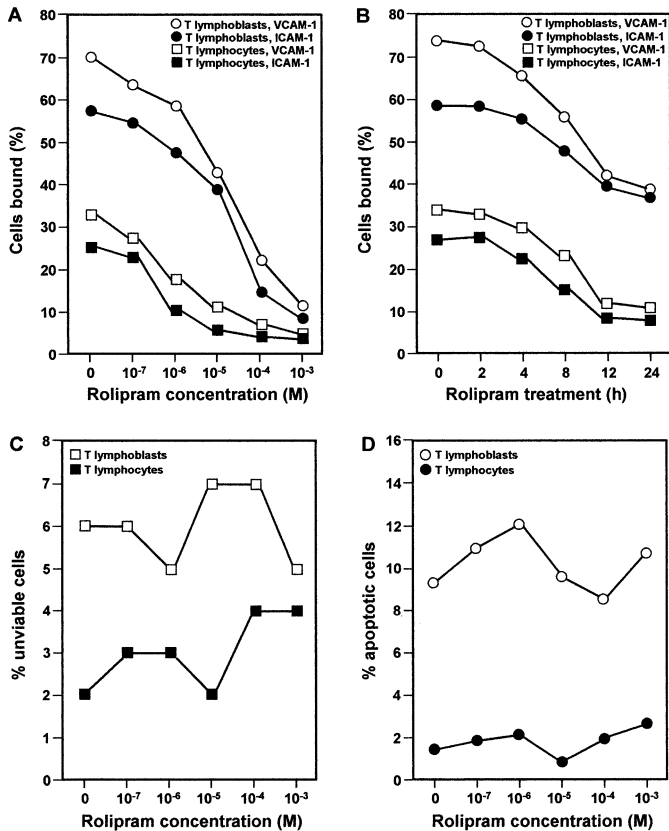 A
T lymphoblasts, VCAM-1
T lymphoblasts, ICAM-1
T lymphocytes, VCAM-1
T lymphocytes, ICAM-1
80
70
60
50
40
30
20
10
0
Cells bound (%)
0 10-7 10-6 10-5 10-4 10-3
Rolipram concentration (M)
B
T lymphoblasts, VCAM-1
T lymphoblasts, ICAM-1
T lymphocytes, VCAM-1
T lymphocytes, ICAM-1
80
70
60
50
40
30
20
10
0
Cells bound (%)
0 2 4 8 12 24
Rolipram treatment (h)
C
T lymphoblasts
T lymphocytes
8
7
6
5
4
3
2
1
0
% unviable cells
0 10-7 10-6 10-5 10-4 10-3
Rolipram concentration (M)
D
T lymphoblasts
T lymphocytes
16
14
12
10
8
6
4
2
0
% apoptotic cells
0 10-7 10-6 10-5 10-4 10-3
Rolipram concentration (M)